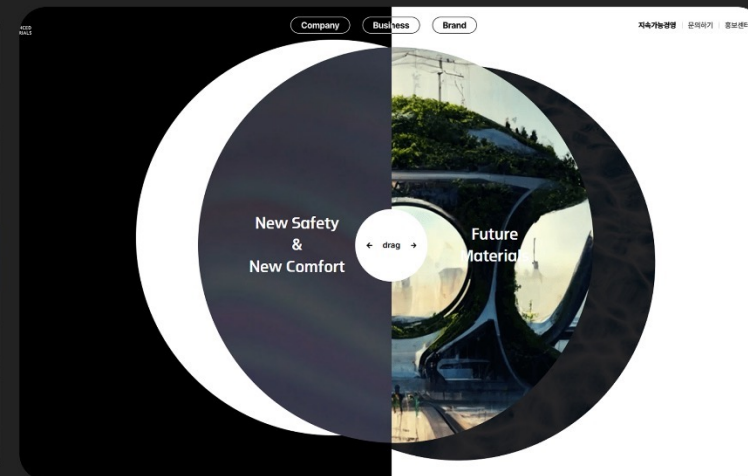 Company
Business
Brand
지속가능경영
문의하기
New Safety
&
New Comfort
← drag →
Future
Materials